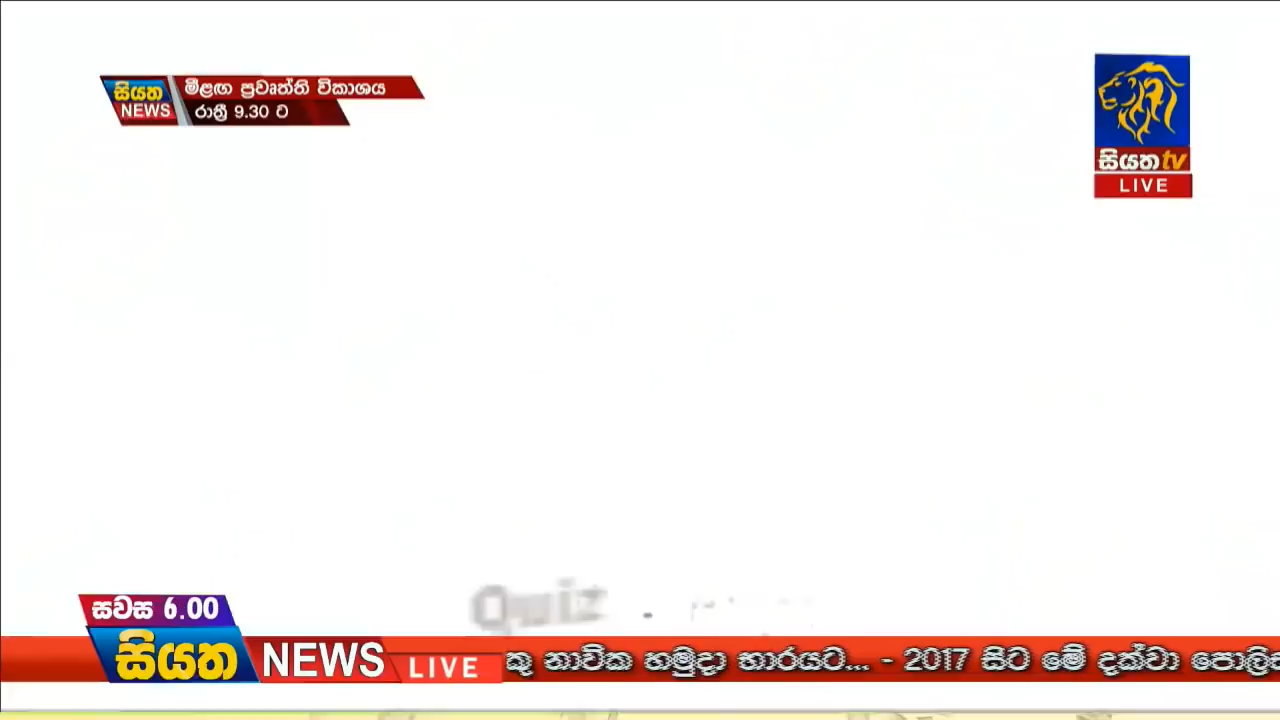 සියත
NEWS
මීළඟ ප්‍රවෘත්ති විකාශය
රාත්‍රී 9.30 ට
සියත tv
LIVE
Quiz
සවස 6.00
සියත NEWS LIVE
කු නාවික හමුදා භාරයට... - 2017 සිට මේ දක්වා පොලිස